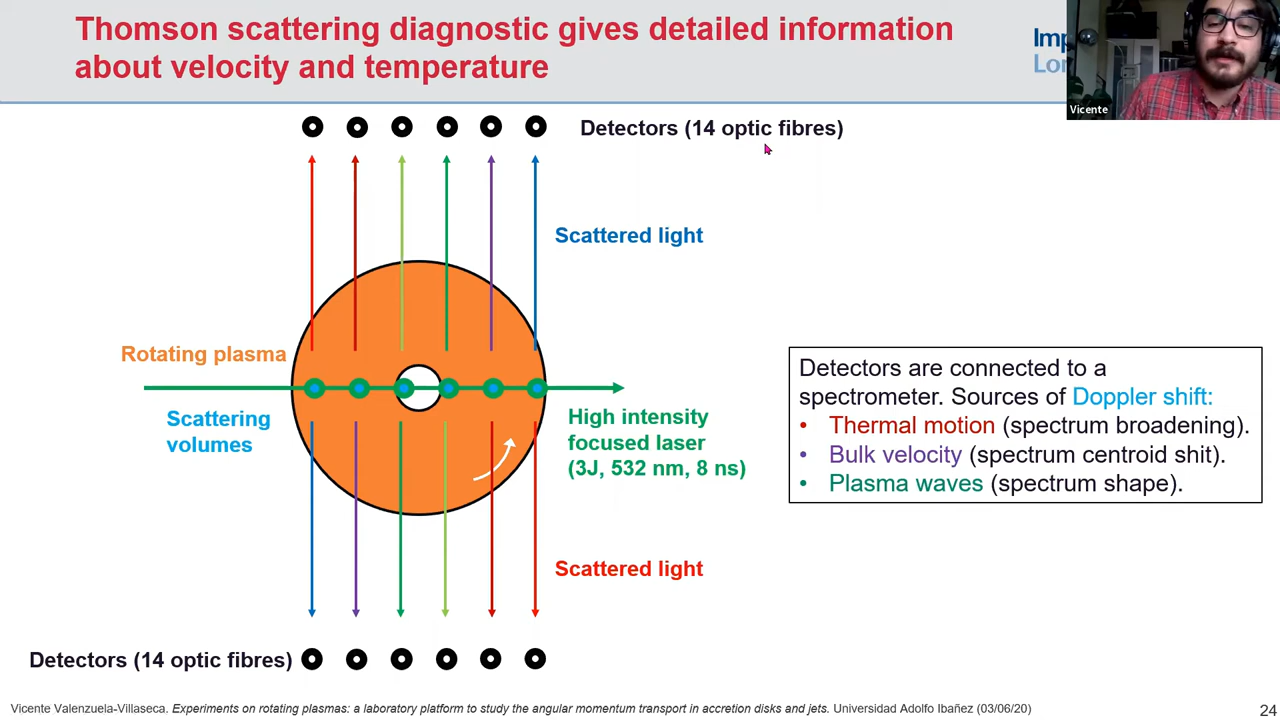 Thomson scattering diagnostic gives detailed information
about velocity and temperature
Vicente
Detectors (14 optic fibres)
Scattered light
Rotating plasma
Scattering
volumes
High intensity
focused laser
(3J, 532 nm, 8 ns)
Detectors are connected to a
spectrometer. Sources of Doppler shift:
• Thermal motion (spectrum broadening).
• Bulk velocity (spectrum centroid shit).
• Plasma waves (spectrum shape).
Scattered light
Detectors (14 optic fibres)
Vicente Valenzuela-Villaseca. Experiments on rotating plasmas: a laboratory platform to study the angular momentum transport in accretion disks and jets. Universidad Adolfo Ibañez (03/06/20)
24